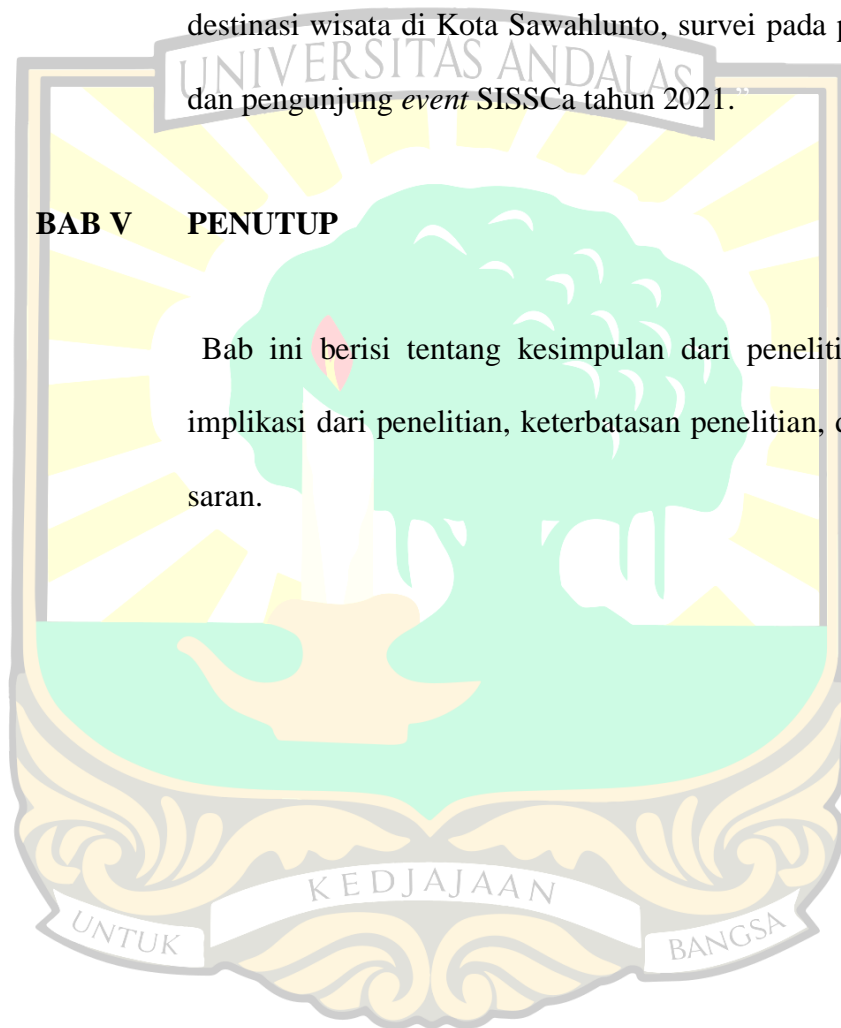 destinasi wisata di Kota Sawahlunto, survei pada
UNIVERSITAS ANDALAS
dan pengunjung event SISSCa tahun 2021.”
BAB V PENUTUP
Bab ini berisi tentang kesimpulan dari
implikasi dari penelitian, keterbatasan penelitian,
saran.
KEDJAJAAN
UNTUK BANGSA